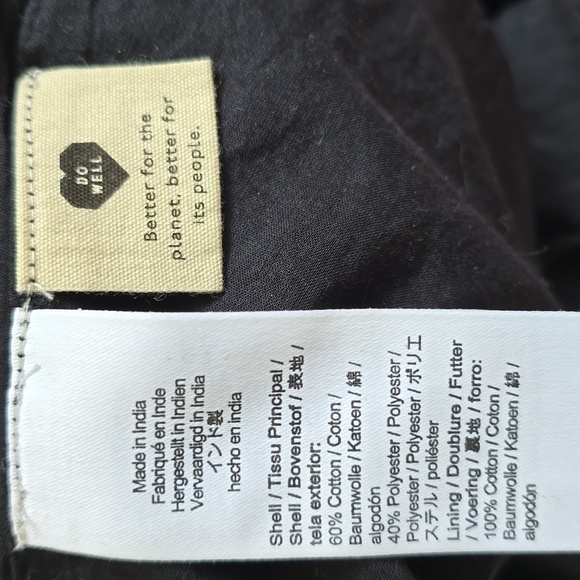 DO
WELL
Better for the
planet, better for
its people.
Made in India
Fabriqué en Inde
Hergestellt in Indien
Vervaardigd in India
インド製
hecho en india
Shell / Tissu Principal /
Shell / Bovenstof / 表地 /
tela exterior:
60% Cotton / Coton /
Baumwolle / Katoen / 綿 /
algodón
40% Polyester / Polyester /
Polyester / Polyester / ポリエ
ステル / poliéster
Lining / Doublure / Futter
/ Voering / 裏地 / forro:
100% Cotton / Coton /
Baumwolle / Katoen / 綿 /
algodón